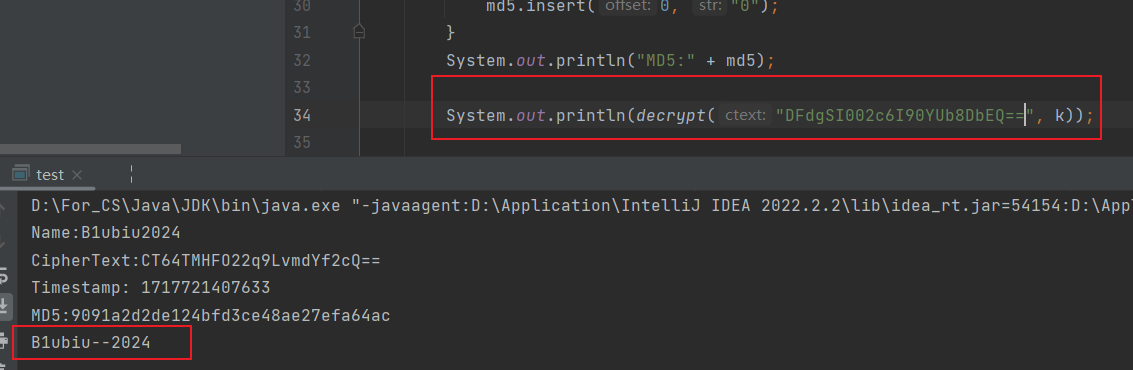 30 md5.insert( offset: 0, str: "0");
31 }
32 System.out.println("MD5:" + md5);
33
34 System.out.println(decrypt( ctext: "DFdgSI002c6I90YUb8DbEQ==", k));
35
test
D:\For_CS\Java\JDK\bin\java.exe "-javaagent:D:\Application\IntelliJ IDEA 2022.2.2\lib\idea_rt.jar=54154:D:\Appl
Name:B1ubiu2024
CipherText:CT64TMHFO22q9LvmdYf2cQ==
Timestamp: 1717721407633
MD5:9091a2d2de124bfd3ce48ae27efa64ac
B1ubiu--2024